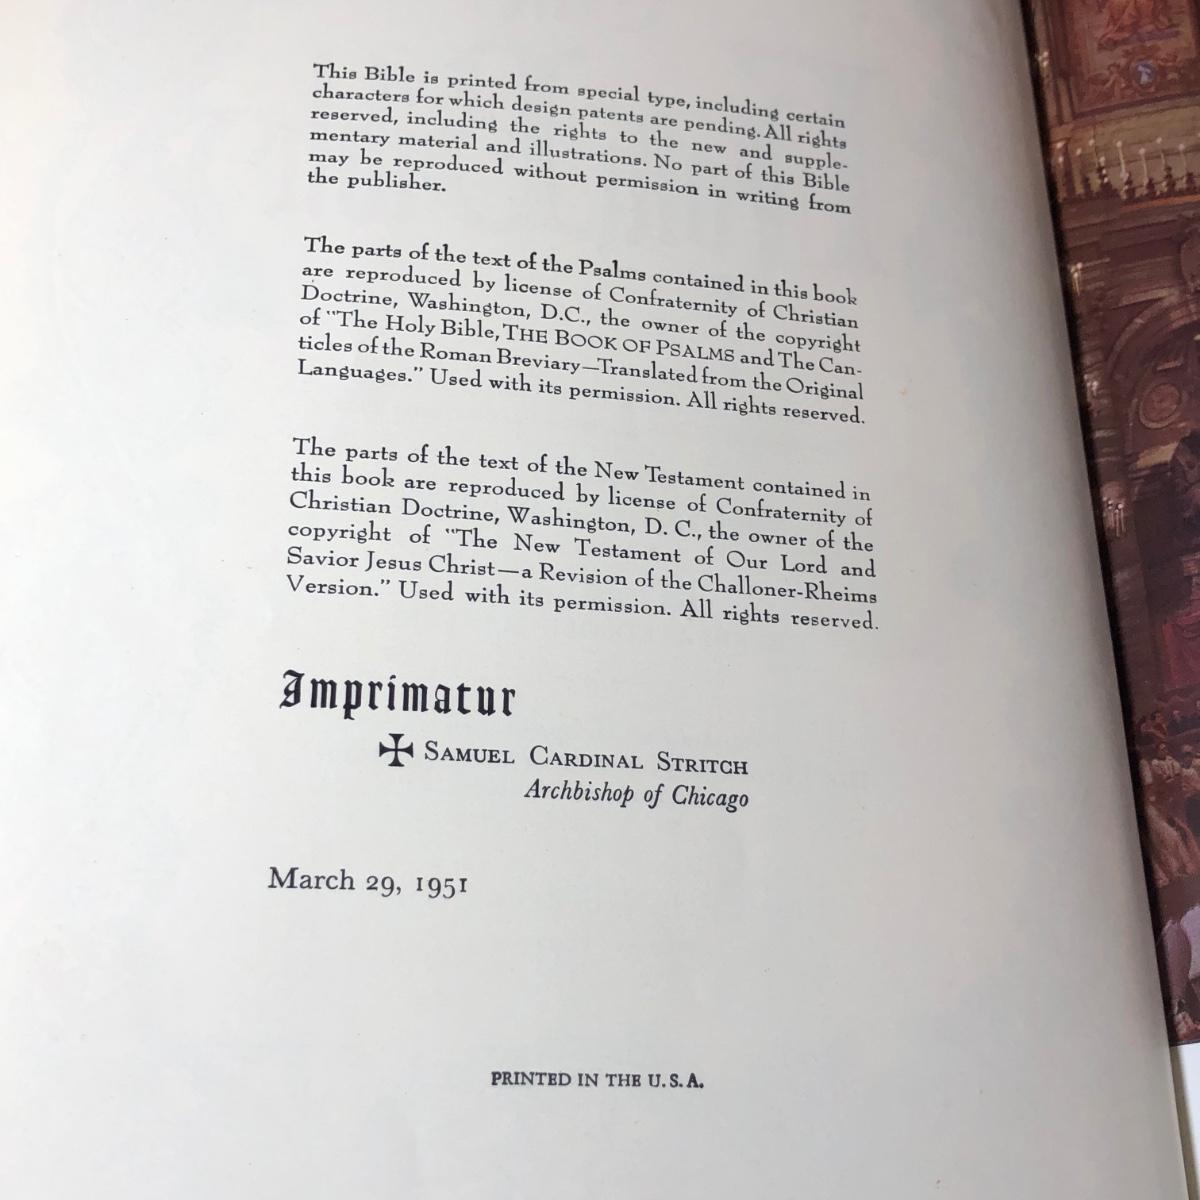 This Bible is printed from special type, including certain
characters for which design patents are pending. All rights
reserved, including the rights to the new and supple-
mentary material and illustrations. No part of this Bible
may be reproduced without permission in writing from
the publisher.
The parts of the text of the Psalms contained in this book
are reproduced by license of Confraternity of Christian
Doctrine, Washington, D.C., the owner of the copyright
of "The Holy Bible, THE BOOK OF PSALMS and The Can-
ticles of the Roman Breviary—Translated from the Original
Languages." Used with its permission. All rights reserved.
The parts of the text of the New Testament contained in
this book are reproduced by license of Confraternity of
Christian Doctrine, Washington, D. C., the owner of the
copyright of "The New Testament of Our Lord and
Savior Jesus Christ—a Revision of the Challoner-Rheims
Version." Used with its permission. All rights reserved.
Imprimatur
✠ SAMUEL CARDINAL STRITCH
Archbishop of Chicago
March 29, 1951
PRINTED IN THE U.S.A.